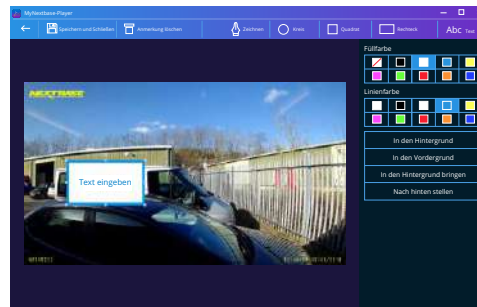 MyNextbase-Player
Speichern und Schließen
Anmerkung löschen
Zeichnen
Kreis
Quadrat
Rechteck
Abc Text
Füllfarbe
Linienfarbe
In den Hintergrund
In den Vordergrund
In den Hintergrund bringen
Nach hinten stellen
NEXTBASE
Text eingeben